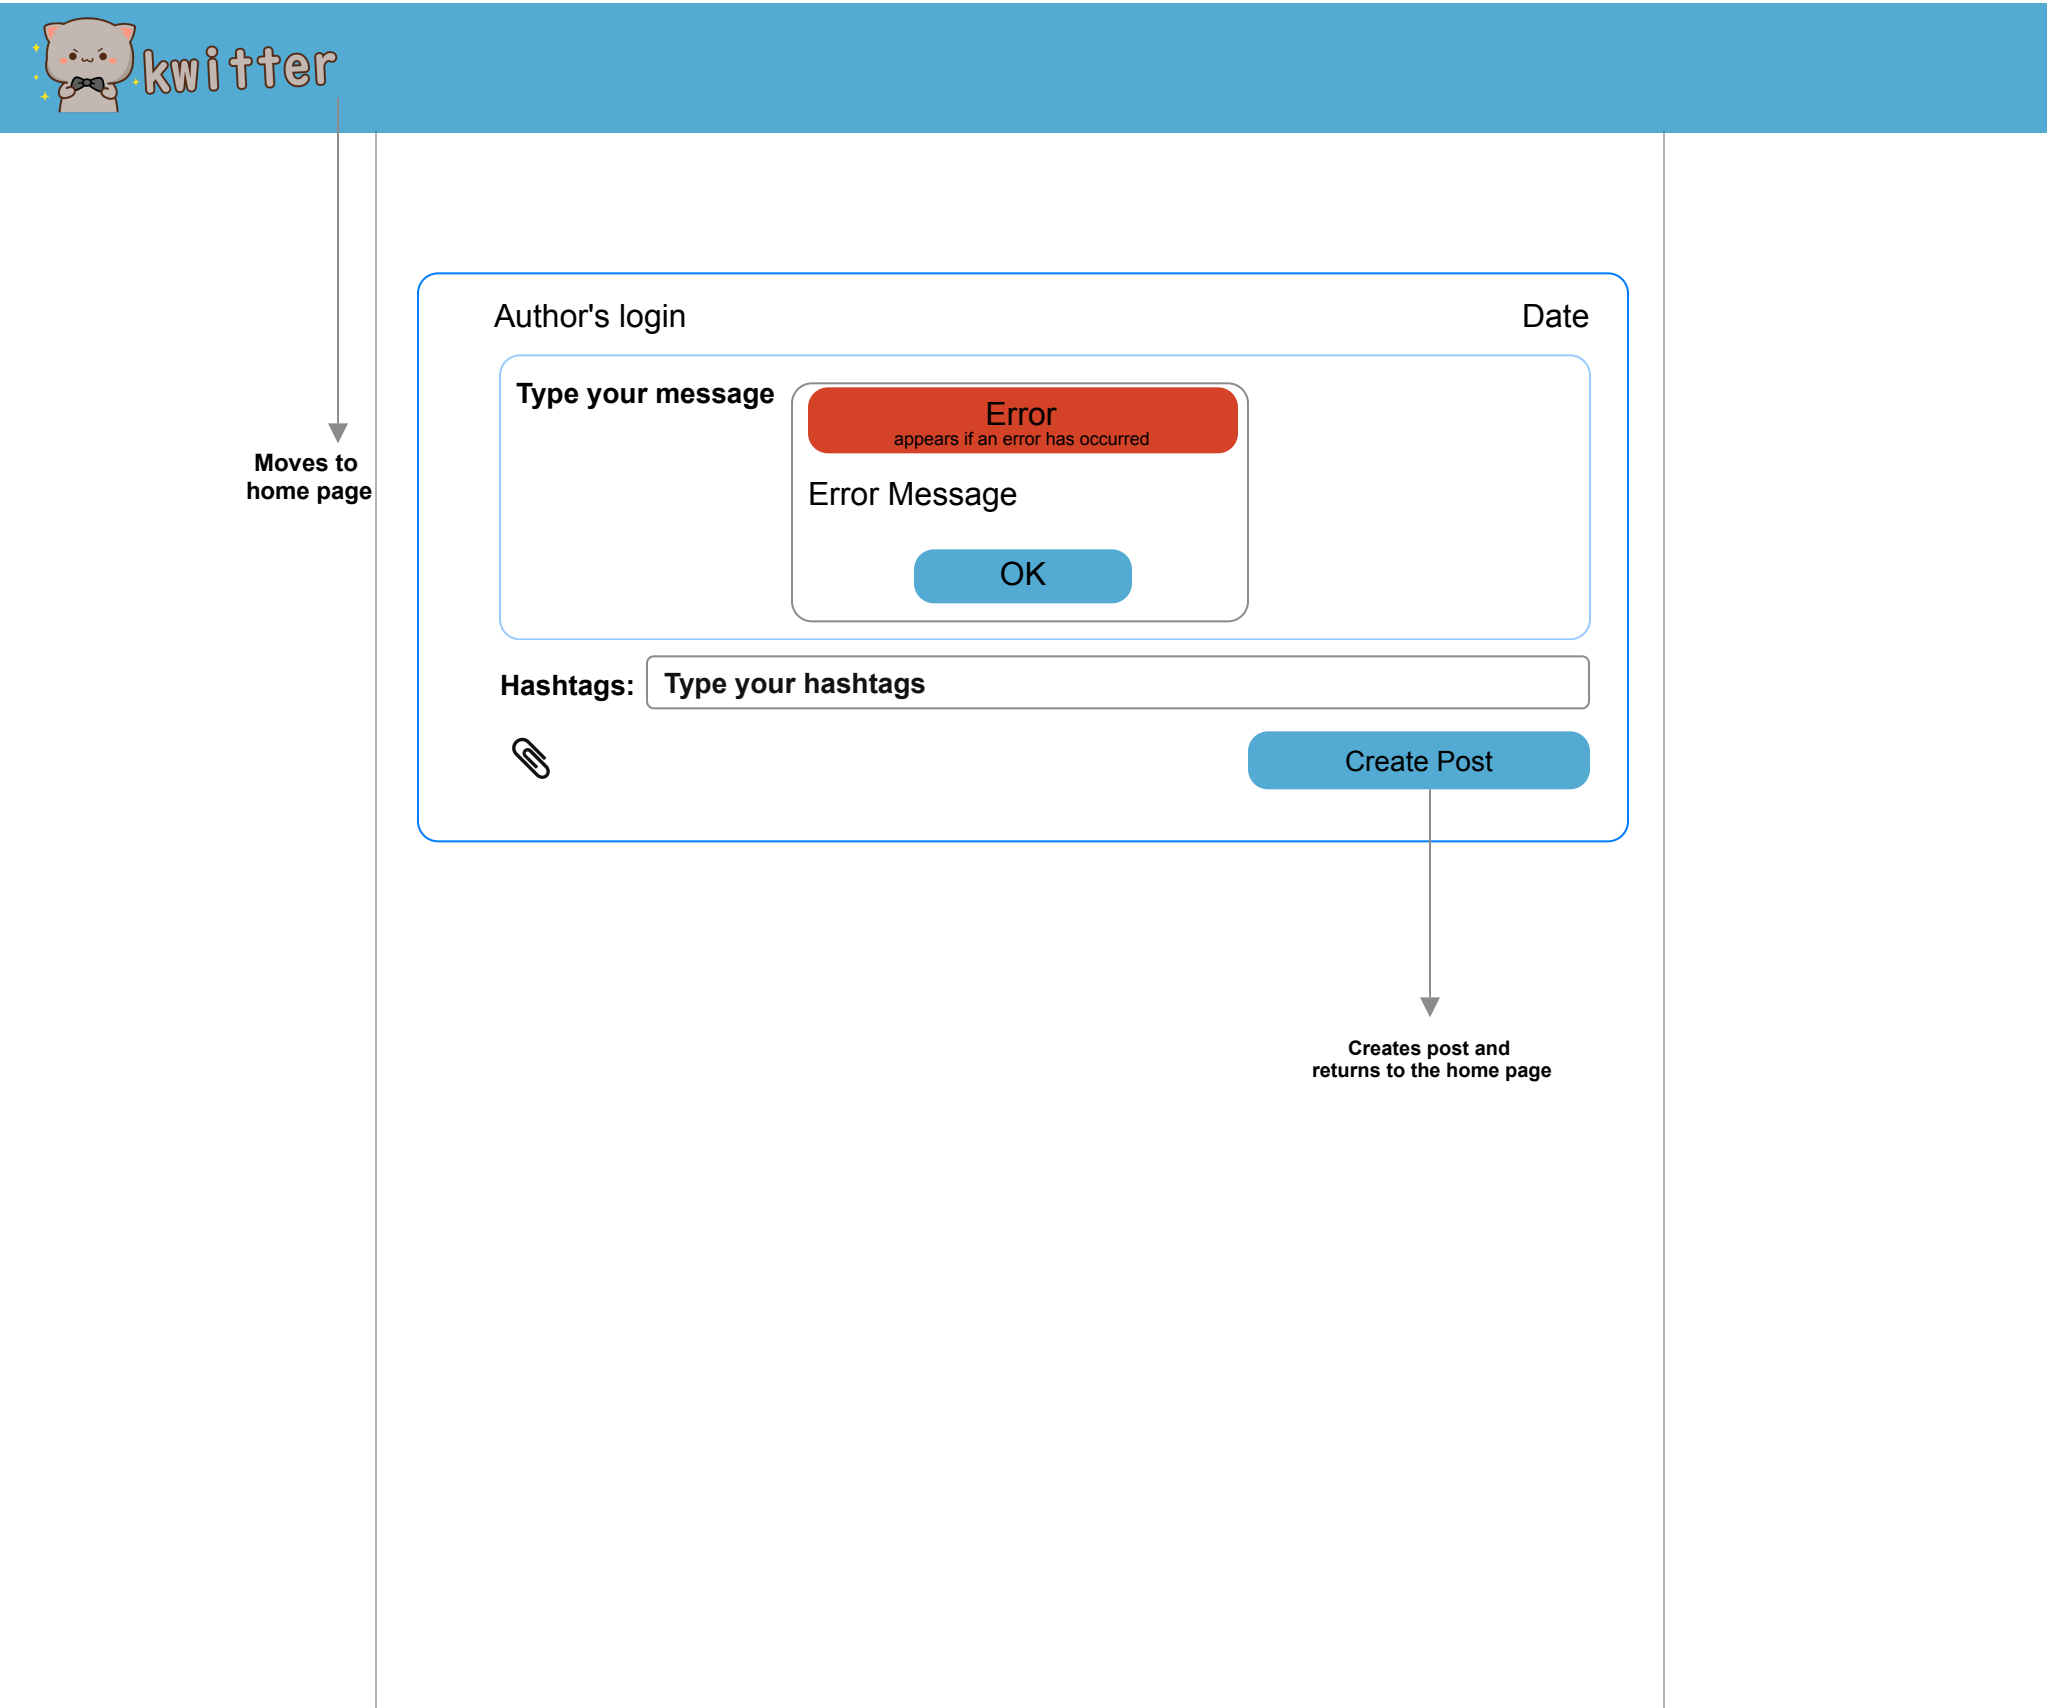 kwitter
Author's login
Date
Type your message
Error
appears if an error has occurred
Moves to
home page
Error Message
OK
Hashtags:
Type your hashtags
Create Post
Creates post and
returns to the home page